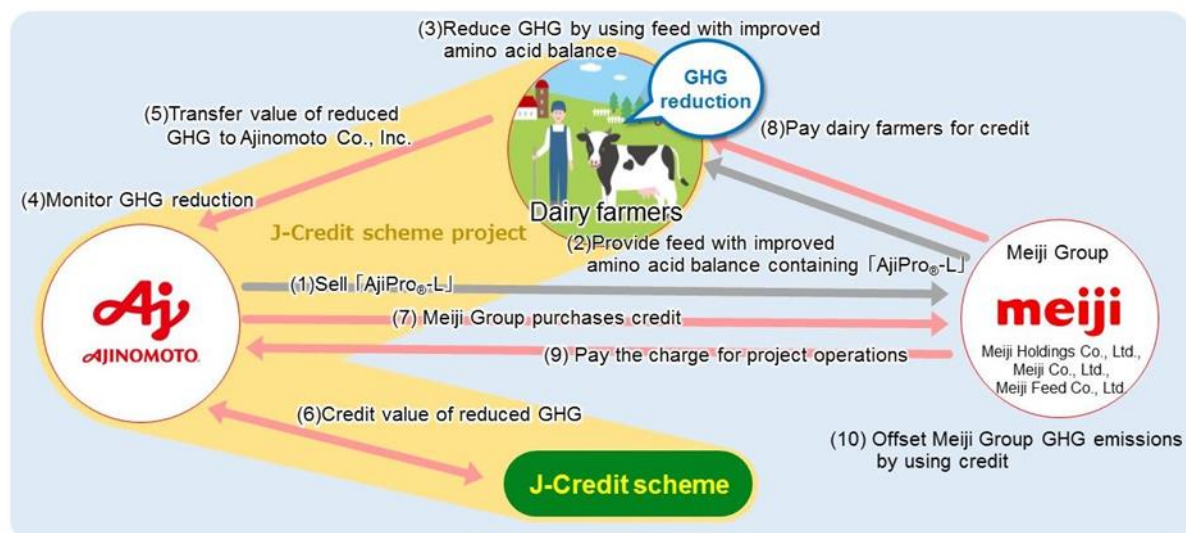 (3)Reduce GHG by using feed with improved
amino acid balance
GHG
reduction
(5)Transfer value of reduced
GHG to Ajinomoto Co., Inc.
(8)Pay dairy farmers for credit
(4)Monitor GHG reduction
Dairy farmers
J-Credit scheme project
(2)Provide feed with improved
amino acid balance containing「AjiPro®-L」
Meiji Group
meiji
Meiji Holdings Co., Ltd.,
Meiji Co., Ltd.,
Meiji Feed Co., Ltd.
(1)Sell「AjiPro®-L」
Aj
AJINOMOTO
(7) Meiji Group purchases credit
(9) Pay the charge for project operations
(6)Credit value of reduced GHG
(10) Offset Meiji Group GHG emissions
by using credit
J-Credit scheme